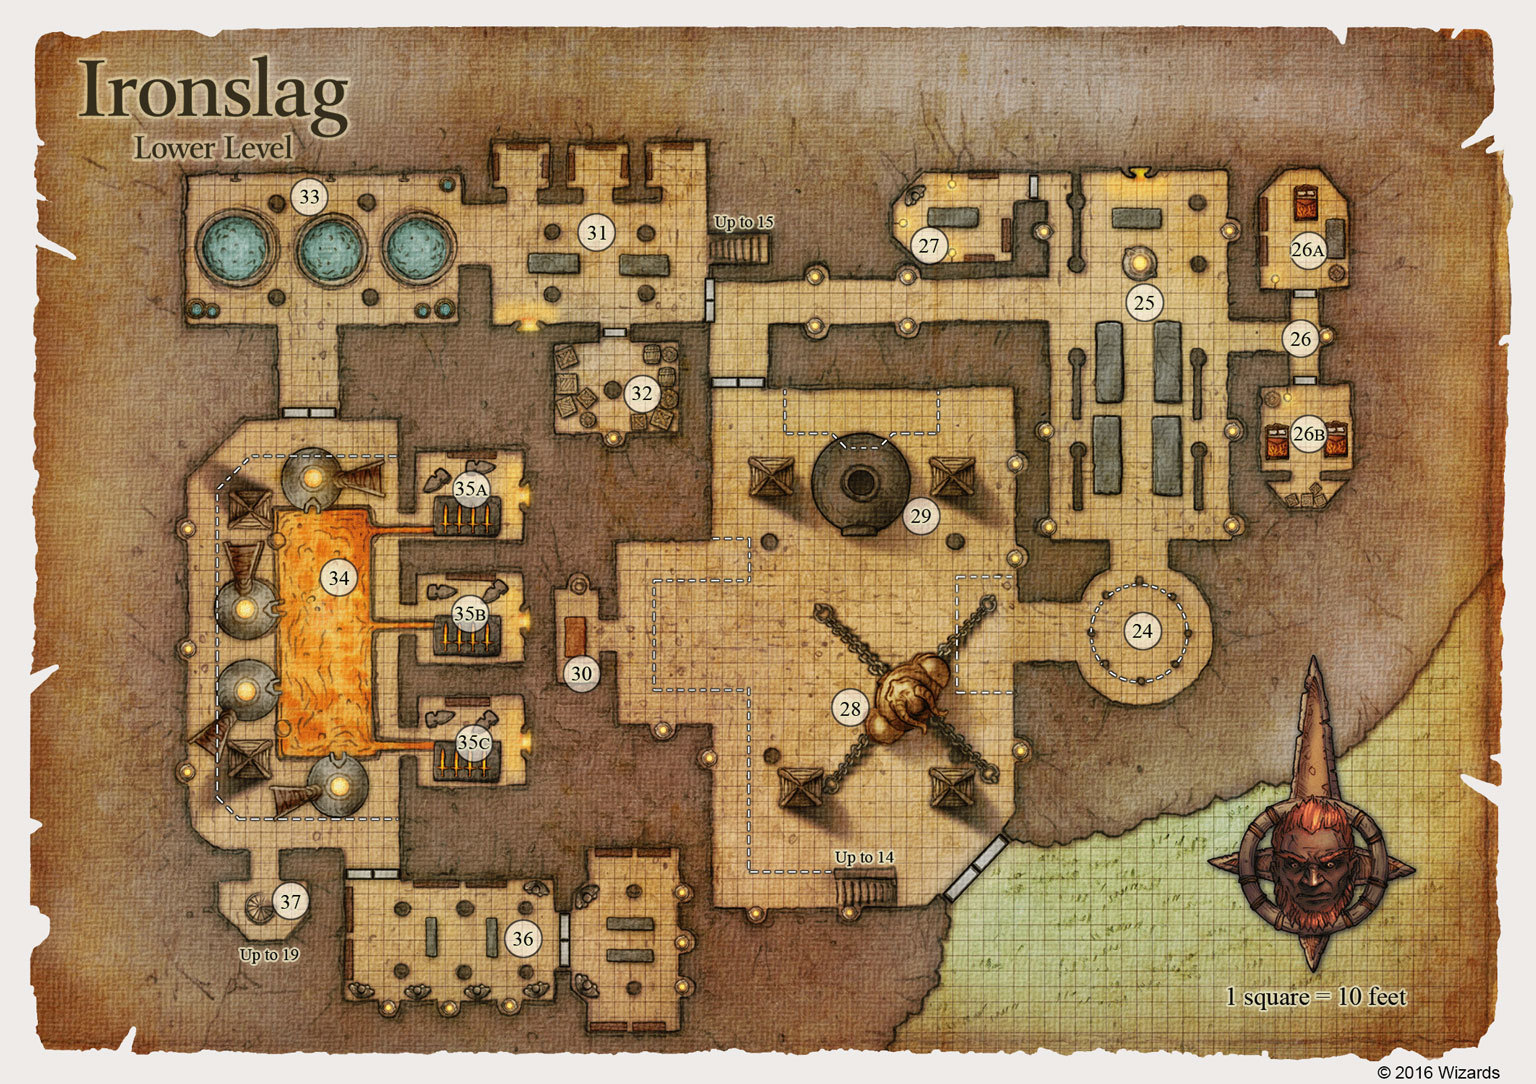 Ironslag
Lower Level
33
31
Up to 15
27
26A
25
26
32
26B
35A
29
34
35B
24
30
28
35C
Up to 14
37
36
Up to 19
1 square = 10 feet
© 2016 Wizards